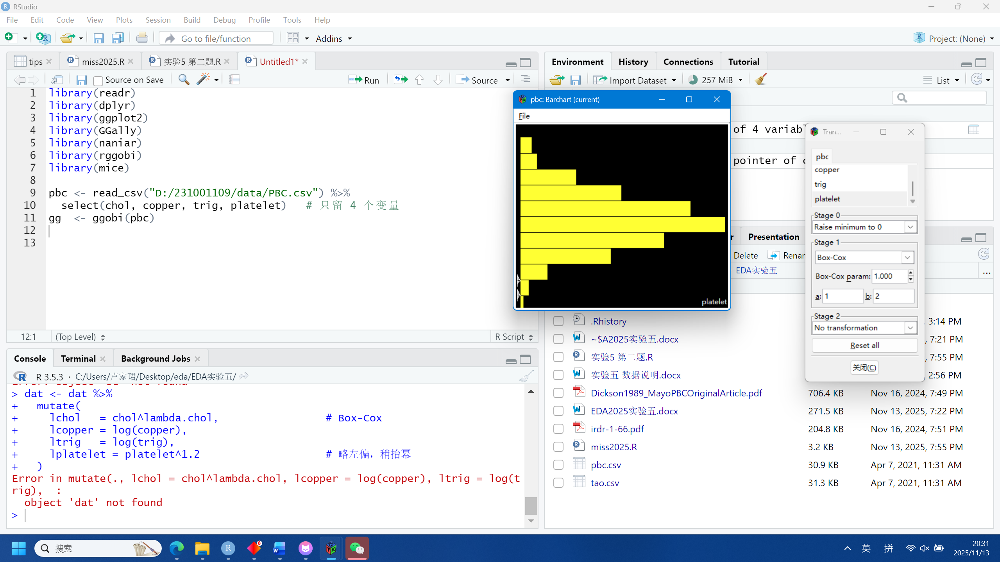 RStudio
File Edit Code View Plots Session Build Debug Profile Tools Help
Go to file/function Addins Project: (None)
tips miss2025.R 实验5 第二题.R Untitled1*
Source on Save Run Source
1 library(readr)
2 library(dplyr)
3 library(ggplot2)
4 library(GGally)
5 library(naniar)
6 library(rggobi)
7 library(mice)
8
9 pbc <- read_csv("D:/231001109/data/PBC.csv") %>%
10 select(chol, copper, trig, platelet) # 只留 4 个变量
11 gg <- ggobi(pbc)
12
13
12:1 (Top Level) R Script
Console Terminal Background Jobs
R 3.5.3 · C:/Users/卢家珺/Desktop/eda/EDA实验五/
> dat <- dat %>%
+ mutate(
+ lchol = chol^lambda.chol, # Box-Cox
+ lcopper = log(copper),
+ ltrig = log(trig),
+ lplatelet = platelet^1.2 # 略左偏，稍抬幂
+ )
Error in mutate(., lchol = chol^lambda.chol, lcopper = log(copper), ltrig = log(t
rig), :
object 'dat' not found
>
Environment History Connections Tutorial
Import Dataset 257 MiB List
of 4 variabl
pointer of
pbc: Barchart (current)
File
platelet
Tran...
pbc
copper
trig
platelet
Stage 0
Raise minimum to 0
Stage 1
Box-Cox
Box-Cox param: 1.000
a: 1 b: 2
Stage 2
No transformation
Reset all
关闭(C)
r Presentation
Delete Renam
EDA实验五 ...
.Rhistory , 3:14 PM
~$A2025实验五.docx , 7:21 PM
实验5 第二题.R , 7:55 PM
实验五 数据说明.docx , 2:56 PM
Dickson1989_MayoPBCOriginalArticle.pdf 706.4 KB Nov 16, 2024, 7:49 PM
EDA2025实验五.docx 271.5 KB Nov 13, 2025, 7:22 PM
irdr-1-66.pdf 204.8 KB Nov 16, 2024, 7:51 PM
miss2025.R 3.2 KB Nov 13, 2025, 7:55 PM
pbc.csv 30.9 KB Apr 7, 2021, 11:31 AM
tao.csv 31.3 KB Apr 7, 2021, 11:31 AM
搜索
8
英 拼
20:31
2025/11/13